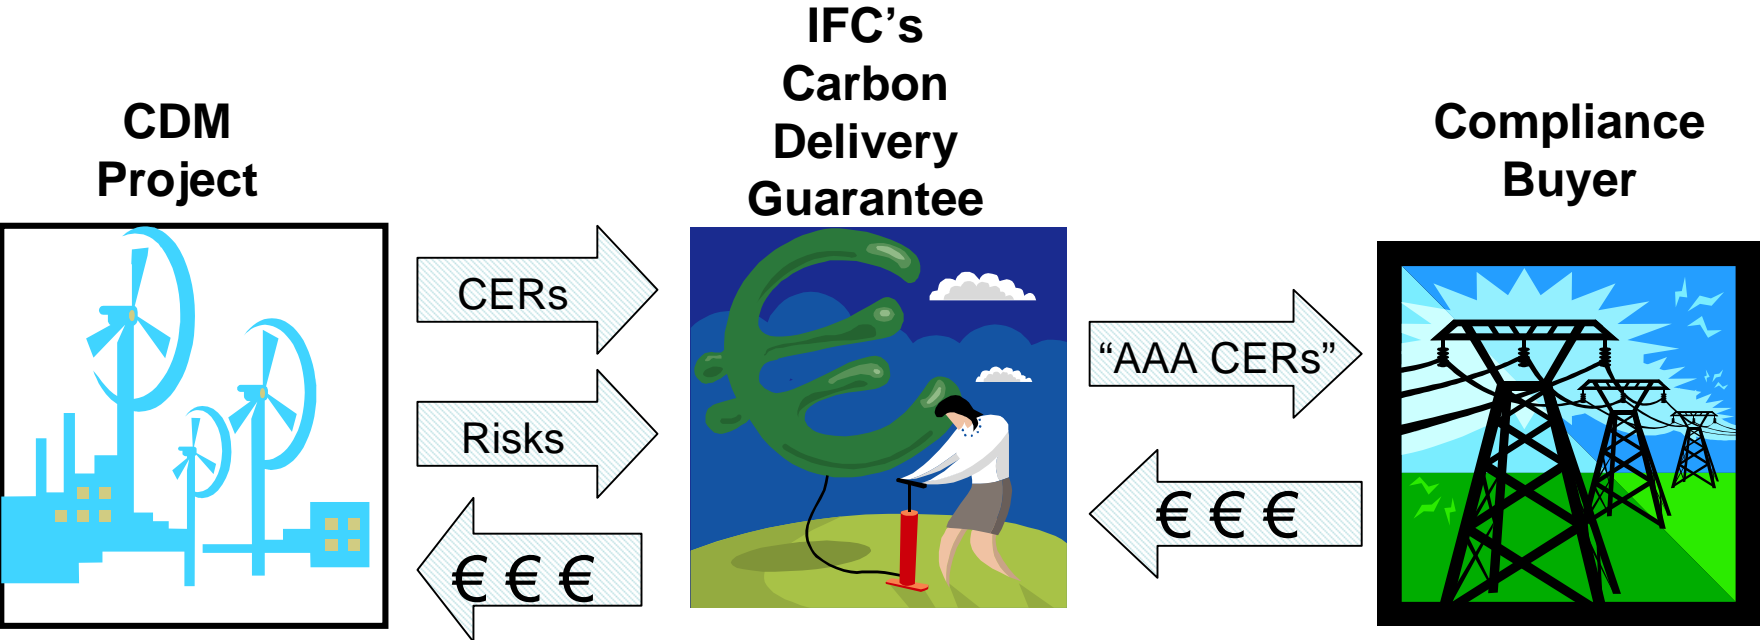 CDM
Project
IFC’s
Carbon
Delivery
Guarantee
Compliance
Buyer
CERs
Risks
€ € €
“AAA CERs”
€ € €